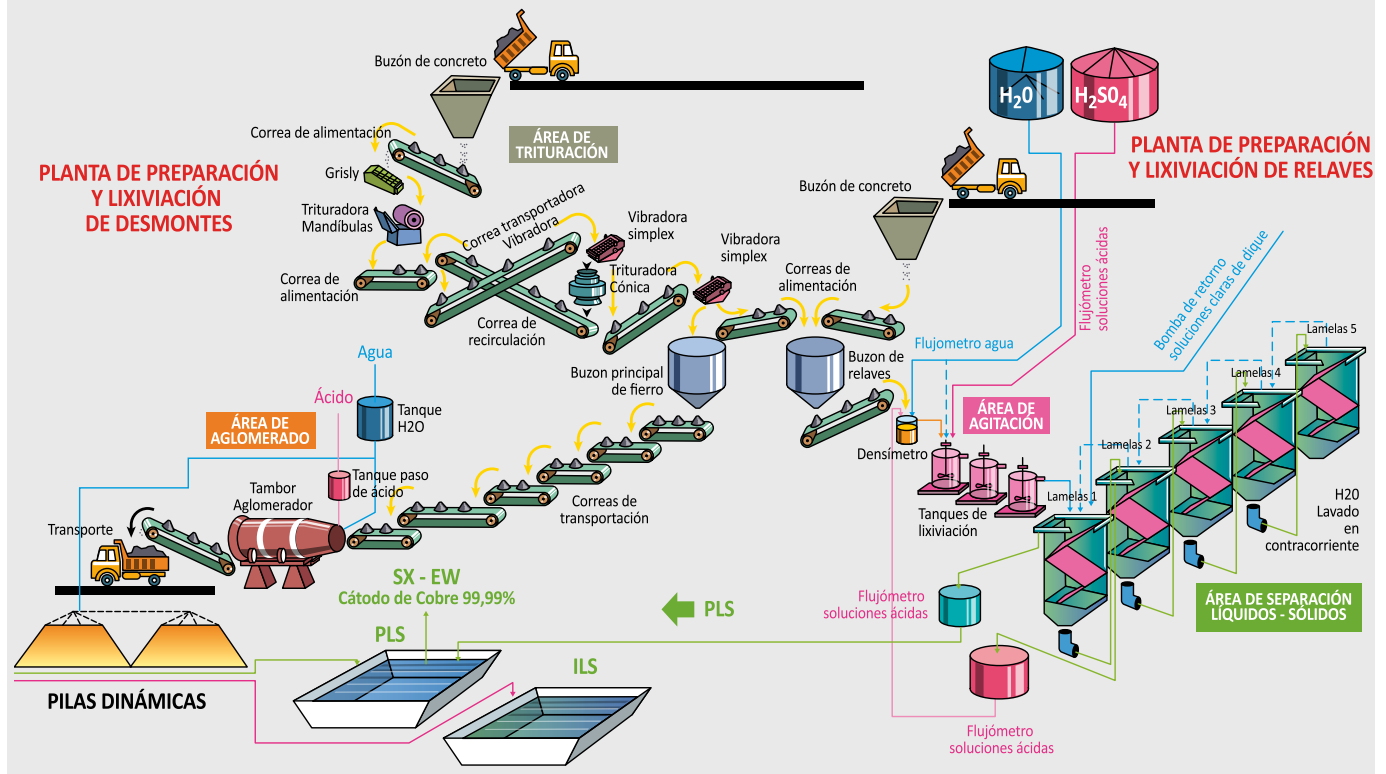 Buzón de concreto
H₂0
H₂S0₄
Correa de alimentación
ÁREA DE
TRITURACIÓN
PLANTA DE PREPARACIÓN
Y LIXIVIACIÓN
DE DESMONTES
PLANTA DE PREPARACIÓN
Y LIXIVIACIÓN DE RELAVES
Grisly
Trituradora
Mandíbulas
Correa transportadora
Vibradora
Vibradora
simplex
Vibradora
simplex
Buzón de concreto
Correa de
alimentación
Trituradora
Cónica
Correas de
alimentación
Correa de
recirculación
Flujómetro
soluciones ácidas
Bomba de retorno
soluciones claras de dique
Agua
Buzon principal
de fierro
Buzon de
relaves
Flujometro agua
Lamelas 5
Lamelas 4
Lamelas 3
Lamelas 2
Lamelas 1
Ácido
ÁREA DE
AGLOMERADO
Tanque
H2O
ÁREA DE
AGITACIÓN
Densímetro
Tanque paso
de ácido
Tambor
Aglomerador
Correas de
transportación
Tanques de
lixiviación
H20
Lavado
en
contracorriente
Transporte
SX - EW
Cátodo de Cobre 99,99%
PLS
Flujómetro
soluciones ácidas
ÁREA DE SEPARACIÓN
LÍQUIDOS - SÓLIDOS
PLS
ILS
PILAS DINÁMICAS
Flujómetro
soluciones ácidas